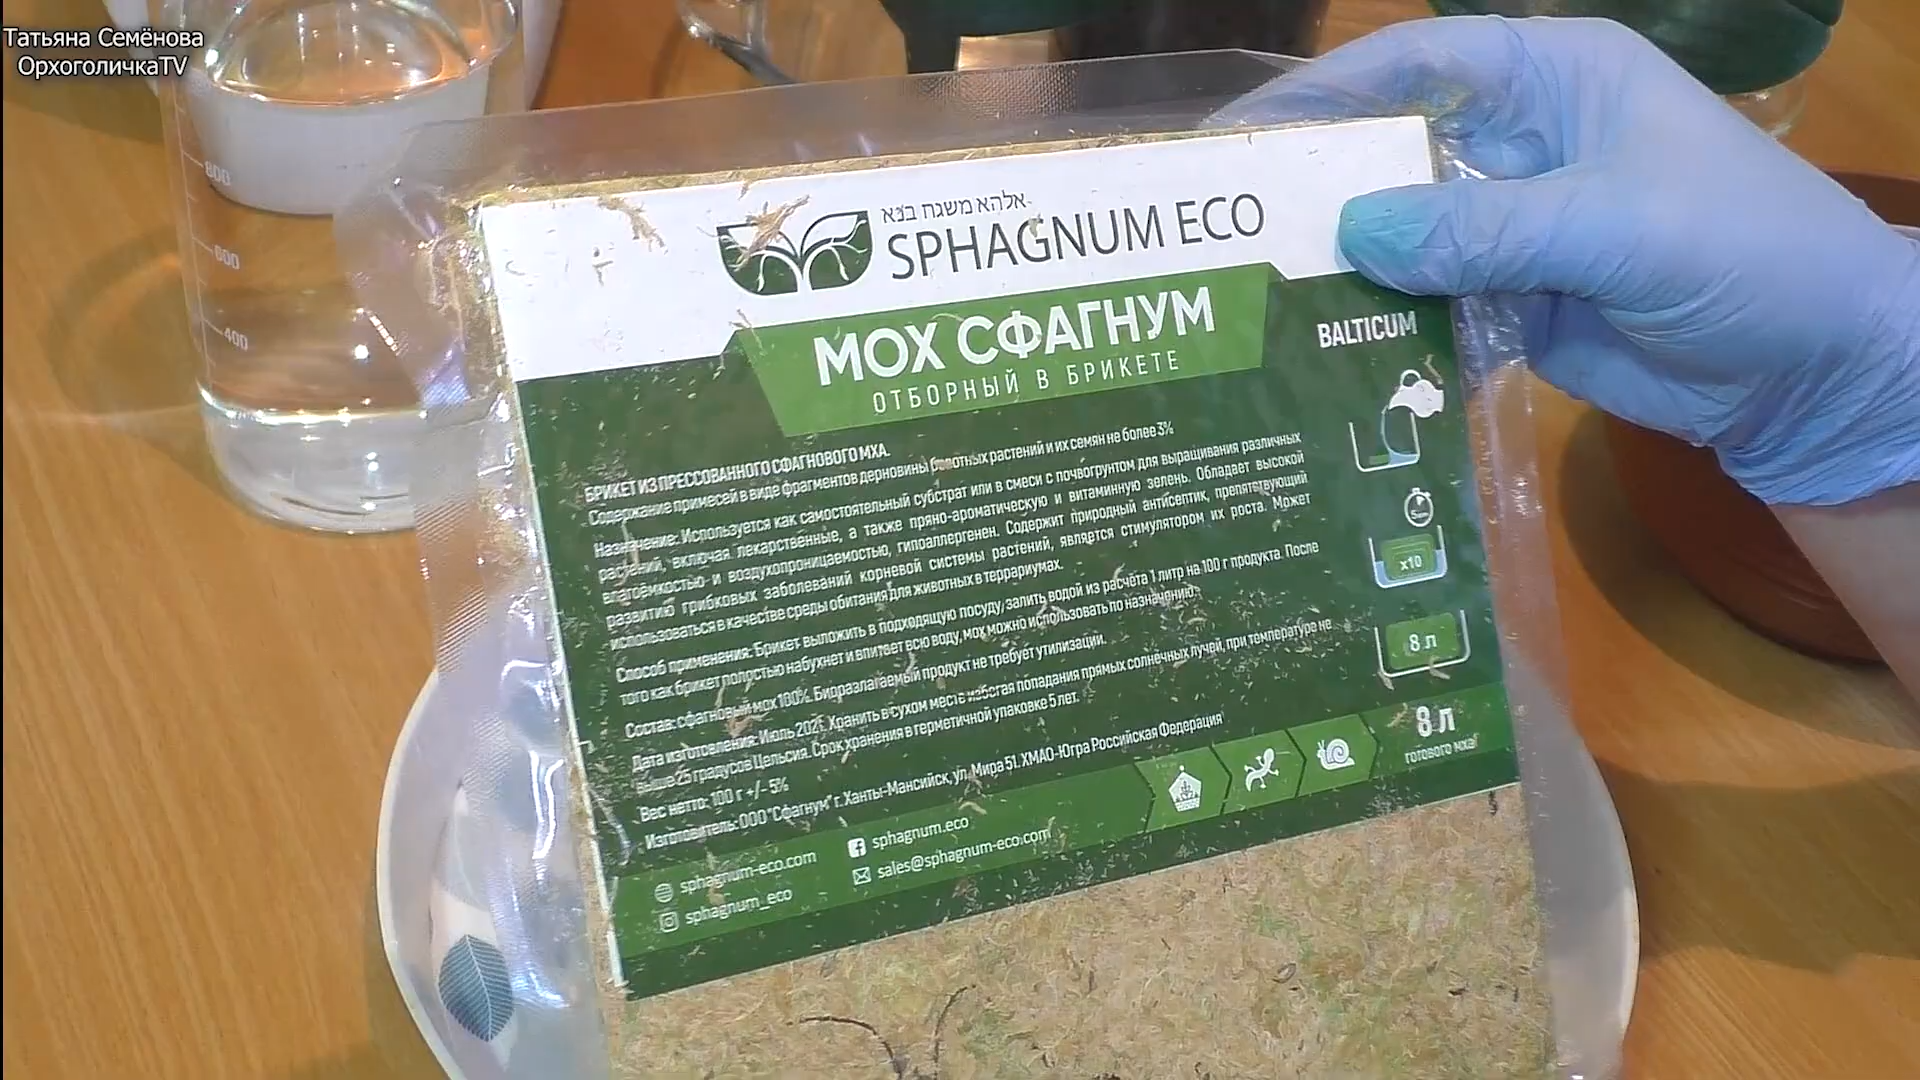 Татьяна Семёнова
ОрхоголичкаTV
800
600
400
אלהא משגח בנא
SPHAGNUM ECO
МОХ СФАГНУМ
ОТБОРНЫЙ В БРИКЕТЕ
BALTICUM
БРИКЕТ ИЗ ПРЕССОВАННОГО СФАГНОВОГО МХА.
Содержание примесей в виде фрагментов дерновины болотных растений и их семян не более 3%
Назначение: Используется как самостоятельный субстрат или в смеси с почвогрунтом для выращивания различных
растений, включая лекарственные, а также пряно-ароматическую и витаминную зелень. Обладает высокой
влагоёмкостью и воздухопроницаемостью, гипоаллергенен. Содержит природный антисептик, препятствующий
развитию грибковых заболеваний корневой системы растений, является стимулятором их роста. Может
использоваться в качестве среды обитания для животных в террариумах.
Способ применения: Брикет выложить в подходящую посуду, залить водой из расчёта 1 литр на 100 г продукта. После
того как брикет полностью набухнет и впитает всю воду, мох можно использовать по назначению.
Состав: сфагновый мох 100%. Биоразлагаемый продукт не требует утилизации.
Дата изготовления: Июль 2021. Хранить в сухом месте избегая попадания прямых солнечных лучей, при температуре не
выше 25 градусов Цельсия. Срок хранения в герметичной упаковке 5 лет.
Вес нетто: 100 г +/- 5%
Изготовитель: ООО "Сфагнум" г. Ханты-Мансийск, ул. Мира 51. ХМАО-Югра Российская Федерация
x10
8 л
8 л
готового мха
sphagnum-eco.com
sphagnum.eco
sphagnum_eco
sales@sphagnum-eco.com